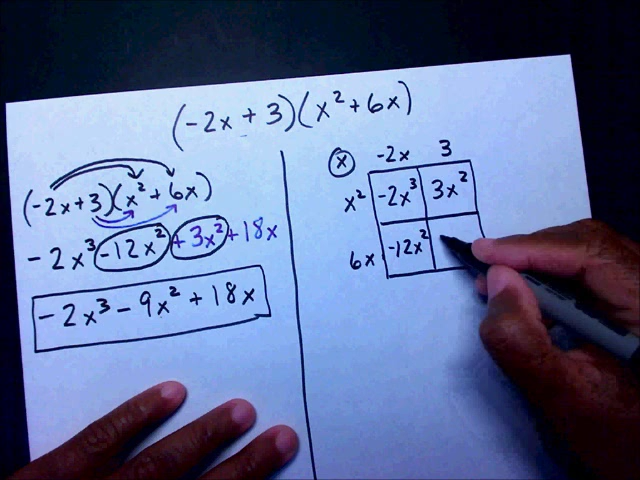 (-2x + 3)(x² + 6x)
(-2x+3)(x² + 6x)
-2x³ -12x² +3x² +18x
-2x³ - 9x² + 18x
x -2x 3
x² -2x³ 3x²
6x -12x²